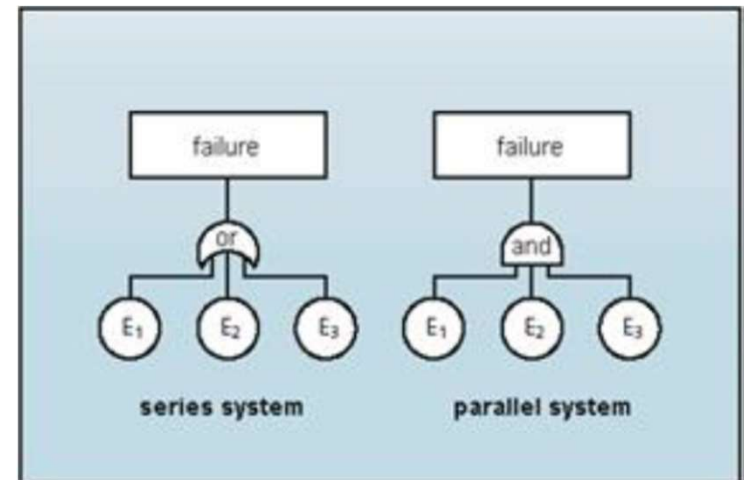 failure failure
or and
E₁ E₂ E₃ E₁ E₂ E₃
series system parallel system